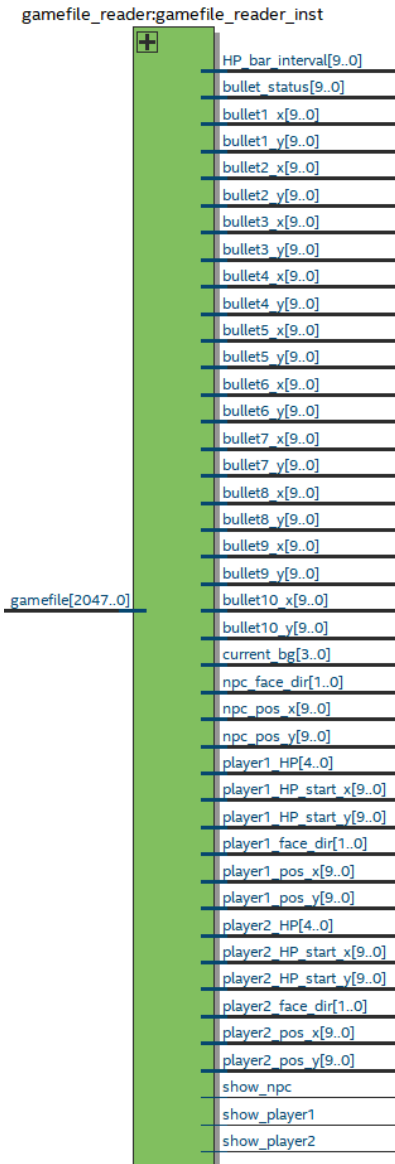 gamefile_reader:gamefile_reader_inst
HP_bar_interval[9..0]
bullet_status[9..0]
bullet1_x[9..0]
bullet1_y[9..0]
bullet2_x[9..0]
bullet2_y[9..0]
bullet3_x[9..0]
bullet3_y[9..0]
bullet4_x[9..0]
bullet4_y[9..0]
bullet5_x[9..0]
bullet5_y[9..0]
bullet6_x[9..0]
bullet6_y[9..0]
bullet7_x[9..0]
bullet7_y[9..0]
bullet8_x[9..0]
bullet8_y[9..0]
bullet9_x[9..0]
bullet9_y[9..0]
gamefile[2047..0]
bullet10_x[9..0]
bullet10_y[9..0]
current_bg[3..0]
npc_face_dir[1..0]
npc_pos_x[9..0]
npc_pos_y[9..0]
player1_HP[4..0]
player1_HP_start_x[9..0]
player1_HP_start_y[9..0]
player1_face_dir[1..0]
player1_pos_x[9..0]
player1_pos_y[9..0]
player2_HP[4..0]
player2_HP_start_x[9..0]
player2_HP_start_y[9..0]
player2_face_dir[1..0]
player2_pos_x[9..0]
player2_pos_y[9..0]
show_npc
show_player1
show_player2